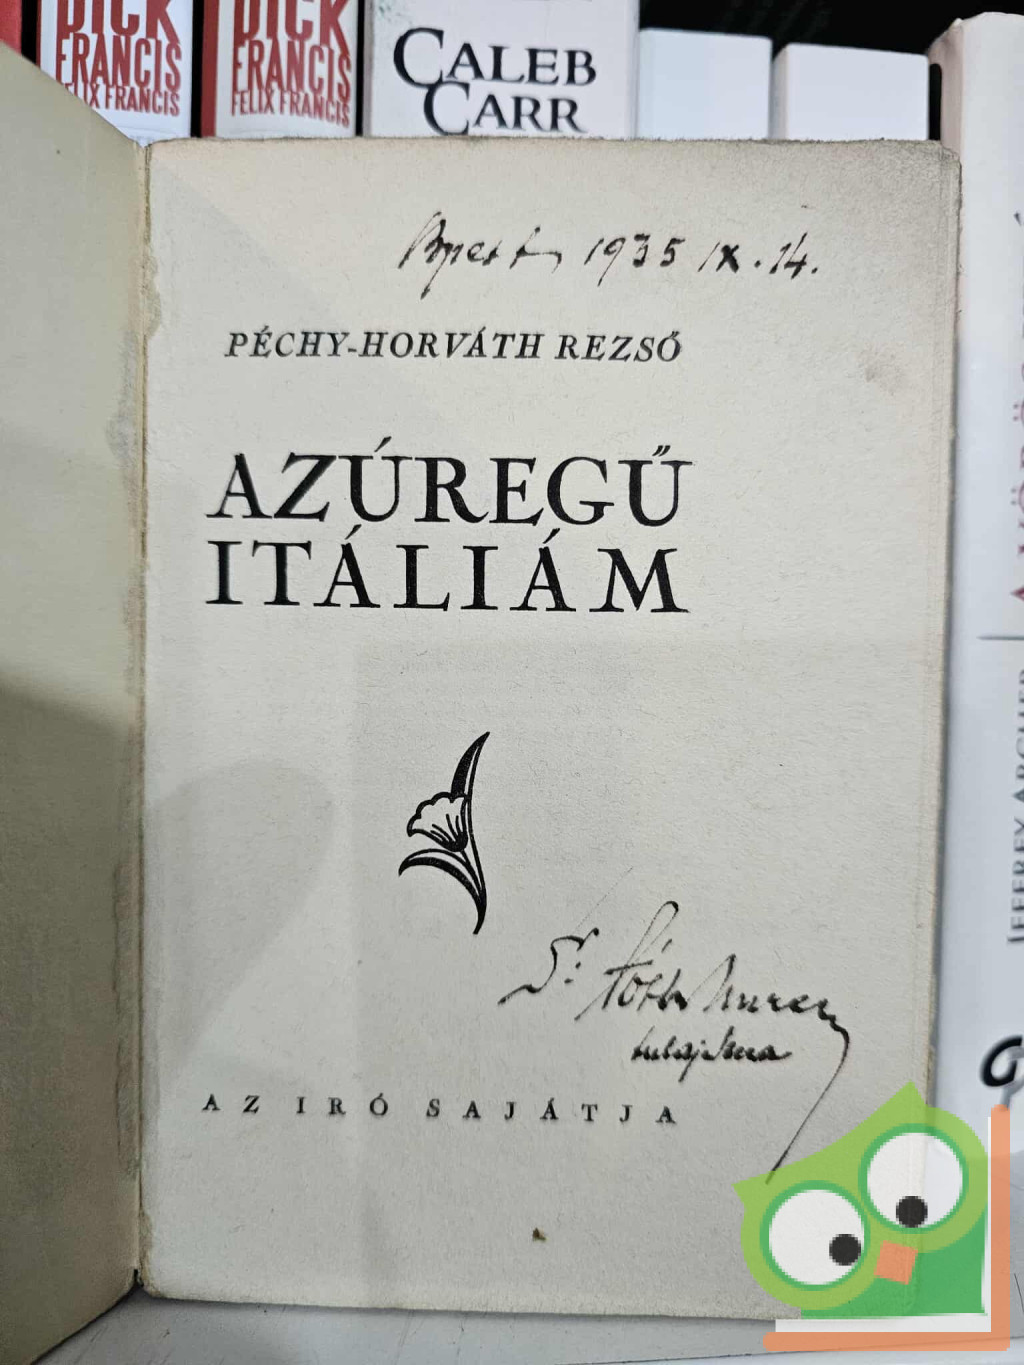 DICK
FRANCIS
FELIX FRANCIS
DICK
FRANCIS
FELIX FRANCIS
CALEB
CARR
Bpest, 1935 IX. 14.
PÉCHY-HORVÁTH REZSŐ
AZÚREGŰ
ITÁLIÁM
Dr. Tóth
tulajdona
AZ IRÓ SAJÁTJA
JEFFREY ARCHER